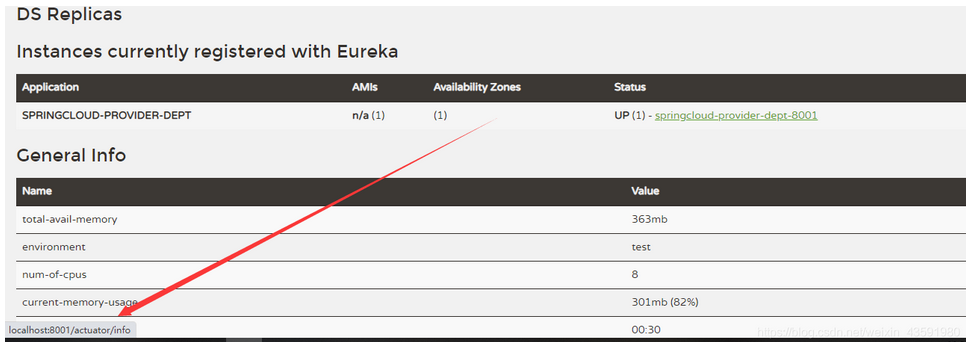 DS Replicas
Instances currently registered with Eureka
Application AMIs Availability Zones Status
SPRINGCLOUD-PROVIDER-DEPT n/a (1) (1) UP (1) - springcloud-provider-dept-8001
General Info
Name Value
total-avail-memory 363mb
environment test
num-of-cpus 8
current-memory-usage 301mb (82%)
localhost:8001/actuator/info 00:30
https://blog.csdn.net/weixin_43591980